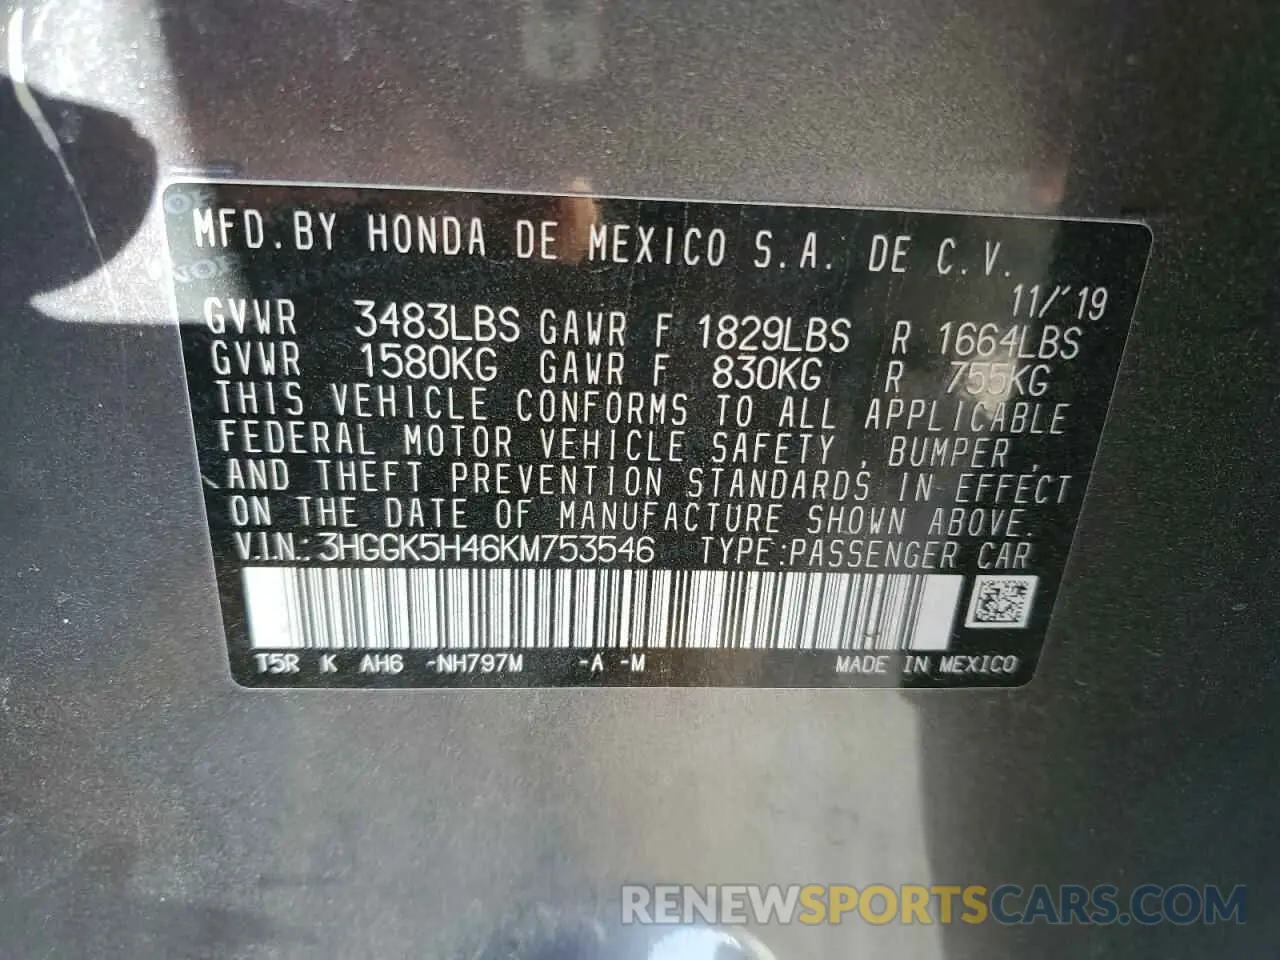 MFD.BY HONDA DE MEXICO S.A. DE C.V.
11/'19
GVWR 3483LBS GAWR F 1829LBS R 1664LBS
GVWR 1580KG GAWR F 830KG R 755KG
THIS VEHICLE CONFORMS TO ALL APPLICABLE
FEDERAL MOTOR VEHICLE SAFETY , BUMPER ,
AND THEFT PREVENTION STANDARDS IN EFFECT
ON THE DATE OF MANUFACTURE SHOWN ABOVE.
V.I.N.: 3HGGK5H46KM753546 TYPE:PASSENGER CAR
T5R K AH6 -NH797M -A -M MADE IN MEXICO
RENEWSPORTSCARS.COM